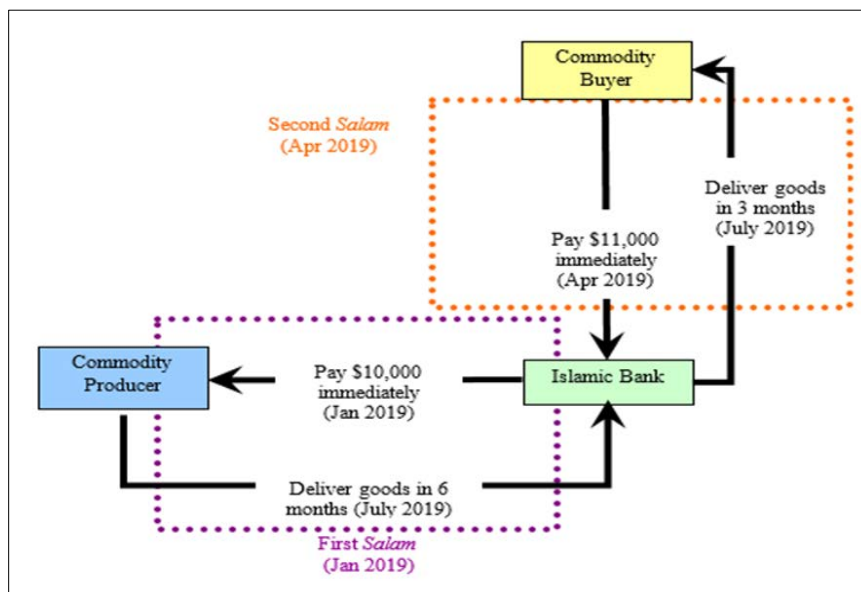 Commodity
Buyer
Second Salam
(Apr 2019)
Deliver goods
in 3 months
(July 2019)
Pay $11,000
immediately
(Apr 2019)
Commodity
Producer
Pay $10,000
immediately
(Jan 2019)
Islamic Bank
Deliver goods in 6
months (July 2019)
First Salam
(Jan 2019)